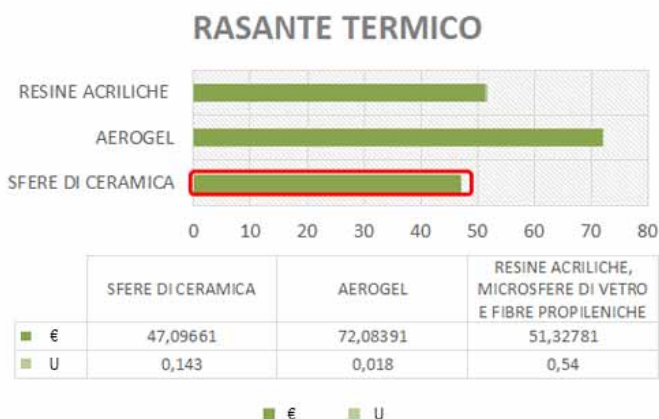 RASANTE TERMICO
RESINE ACRILICHE
AEROGEL
SFERE DI CERAMICA
0 10 20 30 40 50 60 70 80
SFERE DI CERAMICA AEROGEL RESINE ACRILICHE,
MICROSFERE DI VETRO
E FIBRE PROPILENICHE
€ 47,09661 72,08391 51,32781
U 0,143 0,018 0,54
€ U